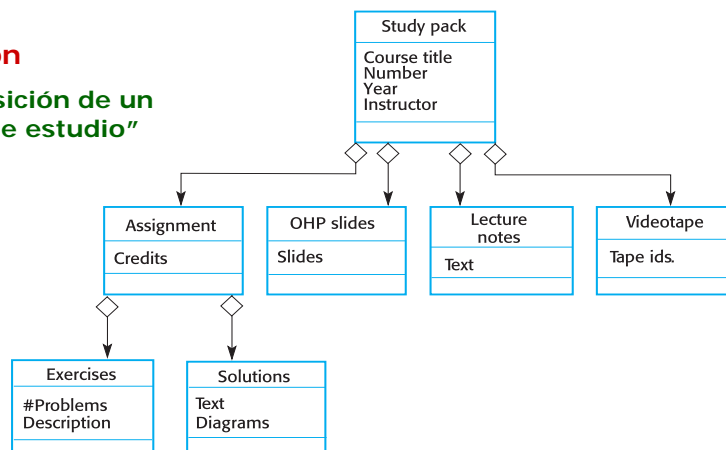 ón
sición de un
e estudio”
Study pack
Course title
Number
Year
Instructor
Assignment
Credits
OHP slides
Slides
Lecture
notes
Text
Videotape
Tape ids.
Exercises
#Problems
Description
Solutions
Text
Diagrams